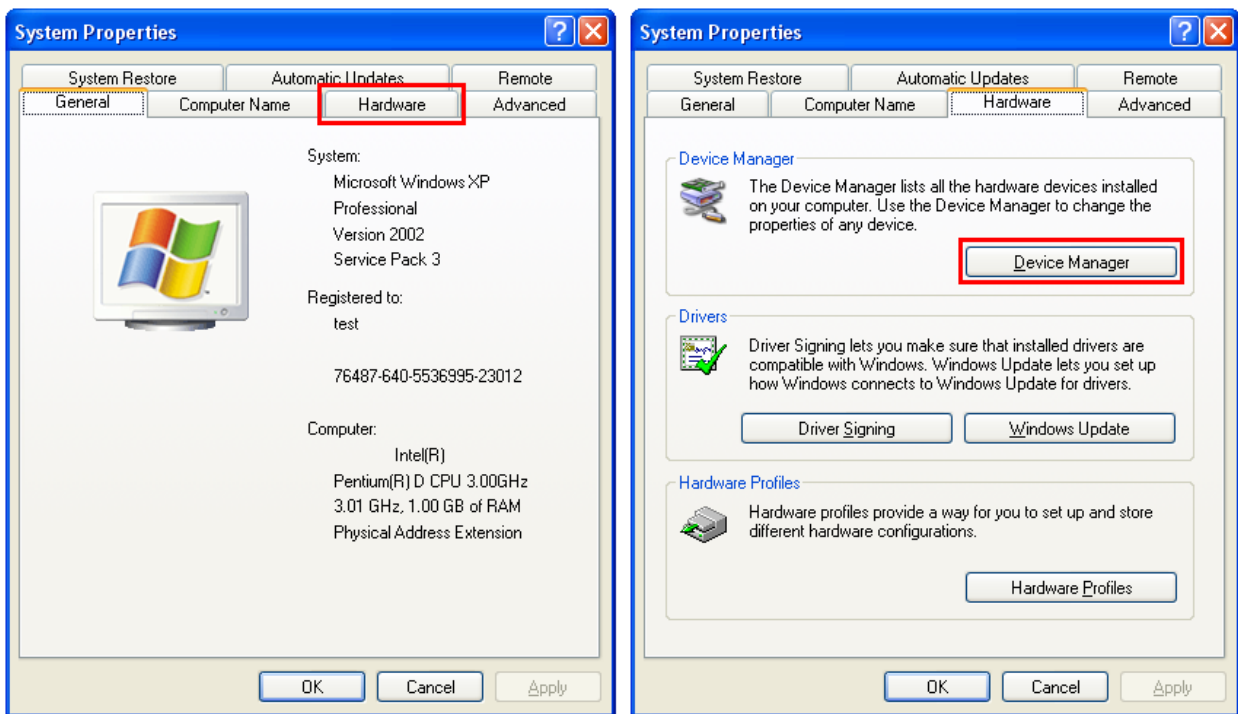 System Properties
System Restore
Automatic Updates
Remote
General
Computer Name
Hardware
Advanced
System:
Microsoft Windows XP
Professional
Version 2002
Service Pack 3
Registered to:
test
76487-640-5536995-23012
Computer:
Intel(R)
Pentium(R) D CPU 3.00GHz
3.01 GHz, 1.00 GB of RAM
Physical Address Extension
OK
Cancel
Apply
System Properties
System Restore
Automatic Updates
Remote
General
Computer Name
Hardware
Advanced
Device Manager
The Device Manager lists all the hardware devices installed
on your computer. Use the Device Manager to change the
properties of any device.
Device Manager
Drivers
Driver Signing lets you make sure that installed drivers are
compatible with Windows. Windows Update lets you set up
how Windows connects to Windows Update for drivers.
Driver Signing
Windows Update
Hardware Profiles
Hardware profiles provide a way for you to set up and store
different hardware configurations.
Hardware Profiles
OK
Cancel
Apply